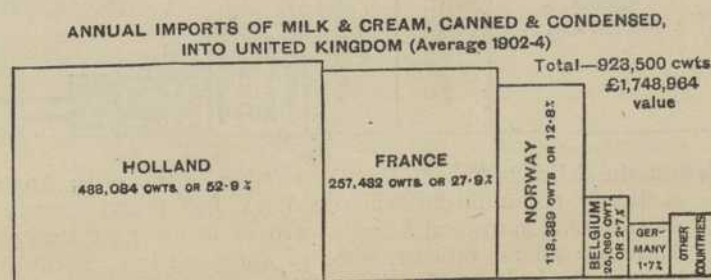 ANNUAL IMPORTS OF MILK & CREAM, CANNED & CONDENSED,
INTO UNITED KINGDOM (Average 1902-4)
Total—923,500 cwts
£1,748,964
value
HOLLAND
488,084 CWTS. OR 52·9 %
FRANCE
257,482 CWTS OR 27·9%
NORWAY
118,389 CWTS OR 12·8%
BELGIUM
25,060 CWT.
OR 2·7%
GER-
MANY
1·7%
OTHER
COUNTRIES